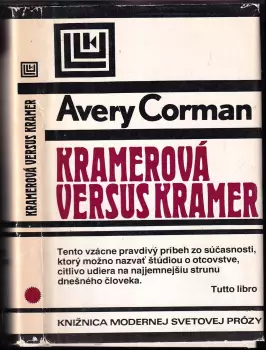 KRAMEROVÁ VERSUS KRAMER
Avery Corman
KRAMEROVÁ
VERSUS KRAMER
Tento vzácne pravdivý príbeh zo súčasnosti,
ktorý možno nazvať štúdiou o otcovstve,
citlivo udiera na najjemnejšiu strunu
dnešného človeka.
Tutto libro
KNIŽNICA MODERNEJ SVETOVEJ PRÓZY